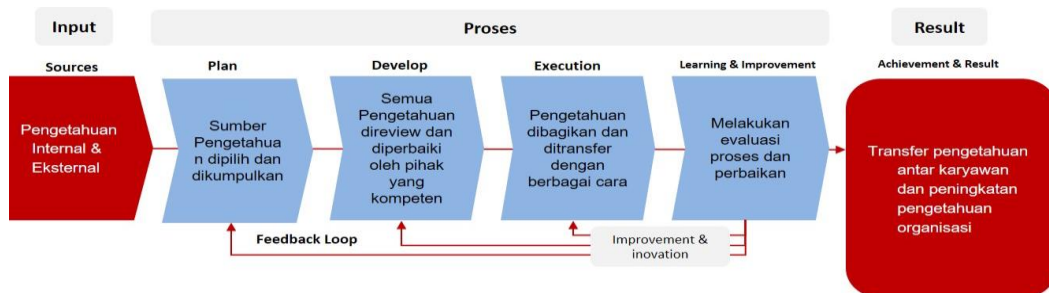 Input
Proses
Result
Sources
Plan
Develop
Execution
Learning & Improvement
Achievement & Result
Pengetahuan
Internal &
Eksternal
Sumber
Pengetahua
n dipilih dan
dikumpulkan
Semua
Pengetahuan
direview dan
diperbaiki
oleh pihak
yang
kompeten
Pengetahuan
dibagikan dan
ditransfer
dengan
berbagai cara
Melakukan
evaluasi
proses dan
perbaikan
Transfer pengetahuan
antar karyawan
dan peningkatan
pengetahuan
organisasi
Feedback Loop
Improvement &
inovation